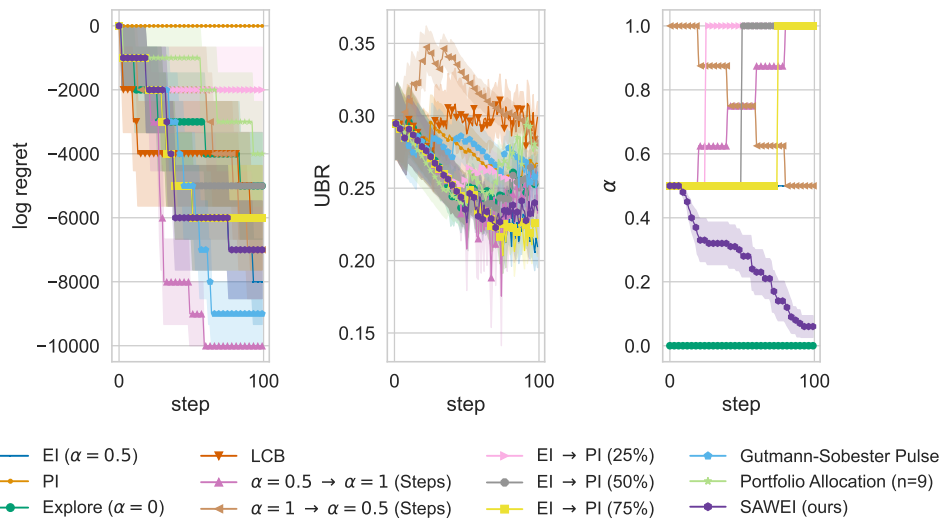 0
−2000
−4000
−6000
−8000
−10000
log regret
0
100
step
0.35
0.30
0.25
0.20
0.15
UBR
0
100
step
1.0
0.8
0.6
0.4
0.2
0.0
α
0
100
step
EI (α = 0.5)
PI
Explore (α = 0)
LCB
α = 0.5 → α = 1 (Steps)
α = 1 → α = 0.5 (Steps)
EI → PI (25%)
EI → PI (50%)
EI → PI (75%)
Gutmann-Sobester Pulse
Portfolio Allocation (n=9)
SAWEI (ours)